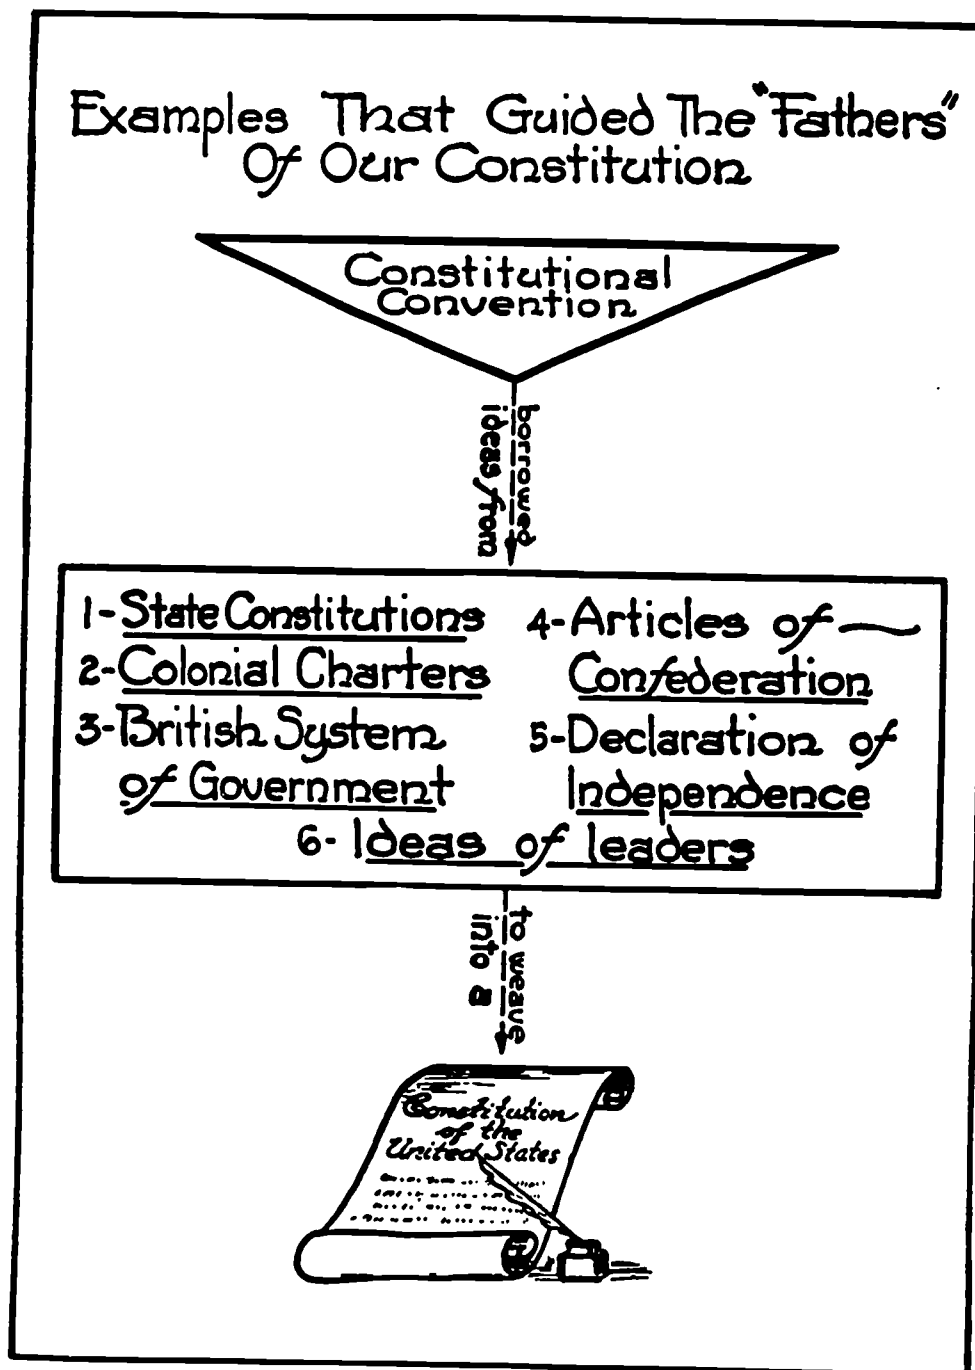 Examples That Guided The "Fathers"
Of Our Constitution
Constitutional
Convention
borrowed
ideas from
1-State Constitutions
2-Colonial Charters
3-British System
of Government
4-Articles of
Confederation
5-Declaration of
Independence
6-Ideas of leaders
to weave
into a
Constitution
of the
United States